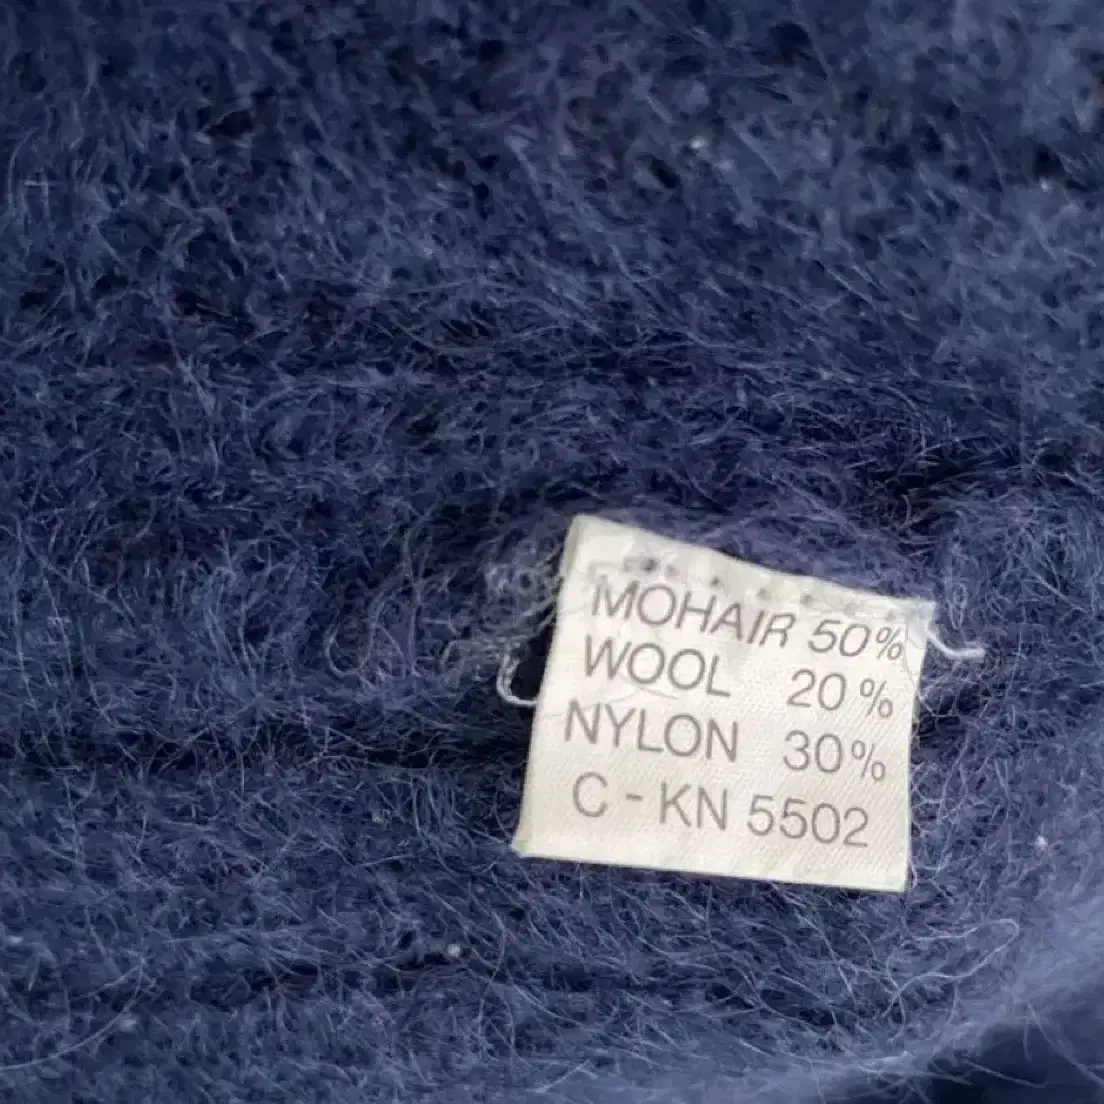 MOHAIR 50%
WOOL 20%
NYLON 30%
C-KN 5502